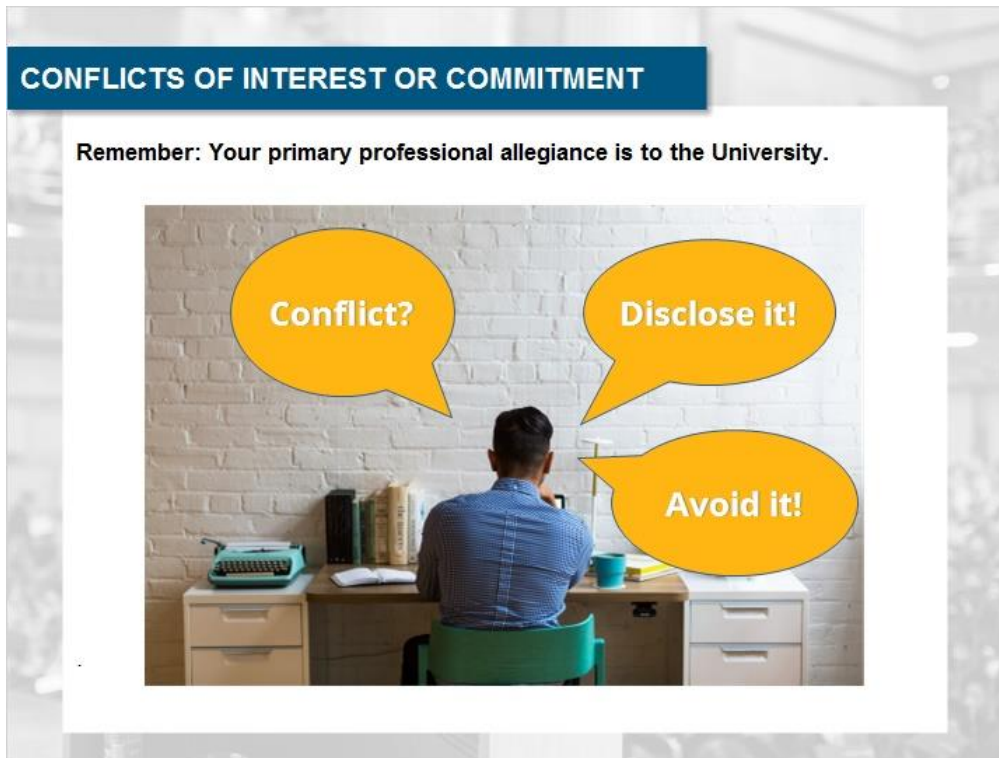 CONFLICTS OF INTEREST OR COMMITMENT
Remember: Your primary professional allegiance is to the University.
Conflict?
Disclose it!
Avoid it!
.